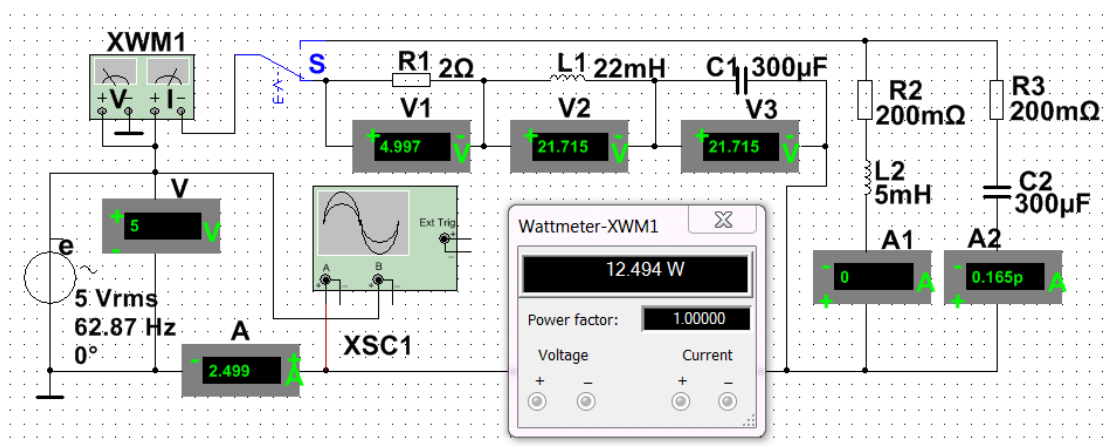 XWM1
+ V −
+ I −
S
Key=A
R1 2Ω
L1 22mH
C1 300µF
V1
+ 4.997 − V
V2
+ 21.715 − V
V3
+ 21.715 − V
R2
200mΩ
R3
200mΩ
L2
5mH
C2
300µF
V
+ 5 − V
e
~
5 Vrms
62.87 Hz
0°
Ext Trig
+
−
A B
+ − + −
XSC1
A
- 2.499 + A
A1
- 0 + A
A2
- 0.165p + A
Wattmeter-XWM1 X
12.494 W
Power factor: 1.00000
Voltage Current
+ − + −